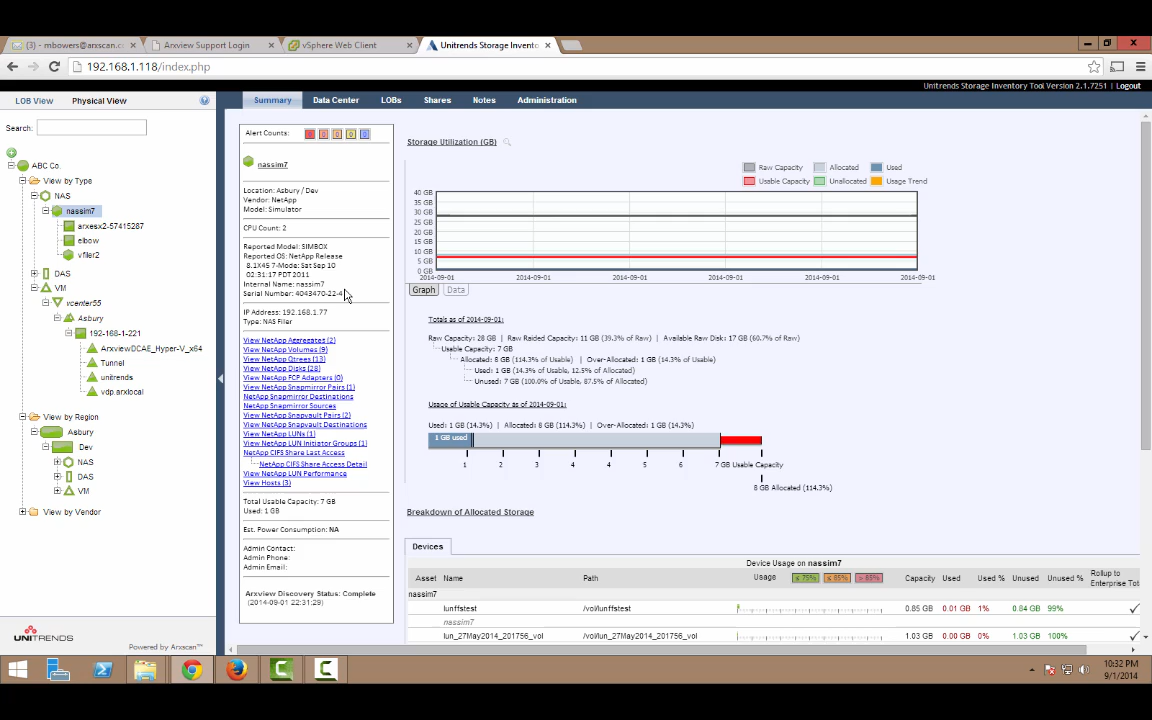 (3) - mbowers@arxscan.c
Arxview Support Login
vSphere Web Client
Unitrends Storage Invento
192.168.1.118/index.php
Unitrends Storage Inventory Tool Version 2.1.7251 | Logout
LOB View
Physical View
Summary
Data Center
LOBs
Shares
Notes
Administration
Search:
ABC Co.
View by Type
NAS
nassim7
arxesx2-57415287
elbow
vfiler2
DAS
VM
vcenter55
Asbury
192-168-1-221
ArxviewDCAE_Hyper-V_x64
Tunnel
unitrends
vdp.arxlocal
View by Region
Asbury
Dev
NAS
DAS
VM
View by Vendor
UNITRENDS
Powered by Arxscan™
Alert Counts: 0 0 0 0 0
nassim7
Location: Asbury / Dev
Vendor: NetApp
Model: Simulator
CPU Count: 2
Reported Model: SIMBOX
Reported OS: NetApp Release
8.1X45 7-Mode: Sat Sep 10
02:31:17 PDT 2011
Internal Name: nassim7
Serial Number: 4043470-22-4
IP Address: 192.168.1.77
Type: NAS Filer
View NetApp Aggregates (2)
View NetApp Volumes (9)
View NetApp Qtrees (13)
View NetApp Disks (28)
View NetApp FCP Adapters (0)
View NetApp Snapmirror Pairs (1)
NetApp Snapmirror Destinations
NetApp Snapmirror Sources
View NetApp Snapvault Pairs (2)
View NetApp Snapvault Destinations
View NetApp LUNs (1)
View NetApp LUN Initiator Groups (1)
NetApp CIFS Share Last Access
NetApp CIFS Share Access Detail
View NetApp LUN Performance
View Hosts (3)
Total Usable Capacity: 7 GB
Used: 1 GB
Est. Power Consumption: NA
Admin Contact:
Admin Phone:
Admin Email:
Arxview Discovery Status: Complete
(2014-09-01 22:31:29)
Storage Utilization (GB)
Raw Capacity
Allocated
Used
Usable Capacity
Unallocated
Usage Trend
40 GB
35 GB
30 GB
25 GB
20 GB
15 GB
10 GB
5 GB
0 GB
2014-09-01 2014-09-01 2014-09-01 2014-09-01 2014-09-01 2014-09-01
Graph
Data
Totals as of 2014-09-01:
Raw Capacity: 28 GB | Raw Raided Capacity: 11 GB (39.3% of Raw) | Available Raw Disk: 17 GB (60.7% of Raw)
Usable Capacity: 7 GB
Allocated: 8 GB (114.3% of Usable) | Over-Allocated: 1 GB (14.3% of Usable)
Used: 1 GB (14.3% of Usable, 12.5% of Allocated)
Unused: 7 GB (100.0% of Usable, 87.5% of Allocated)
Usage of Usable Capacity as of 2014-09-01:
Used: 1 GB (14.3%) | Allocated: 8 GB (114.3%) | Over-Allocated: 1 GB (14.3%)
1 GB used
1 2 3 4 4 5 6 7 GB Usable Capacity
8 GB Allocated (114.3%)
Breakdown of Allocated Storage
Devices
Device Usage on nassim7
Asset Name Path Usage ≤ 75% ≤ 85% > 85% Capacity Used Used % Unused Unused % Rollup to
Enterprise Tot
nassim7
lunffstest /vol/lunffstest 0.85 GB 0.01 GB 1% 0.84 GB 99%
nassim7
lun_27May2014_201756_vol /vol/lun_27May2014_201756_vol 1.03 GB 0.00 GB 0% 1.03 GB 100%
10:32 PM
9/1/2014